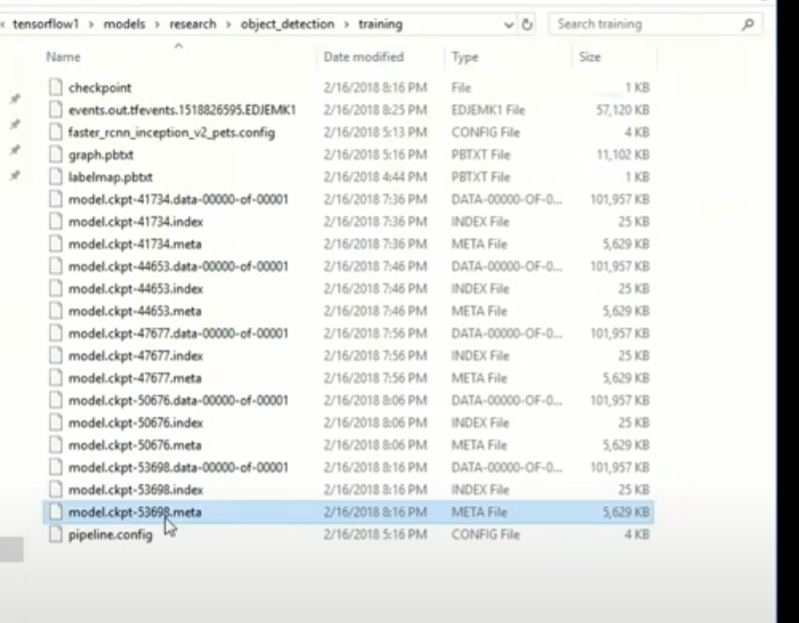 « tensorflow1 > models > research > object_detection > training Search training
Name Date modified Type Size
checkpoint 2/16/2018 8:16 PM File 1 KB
events.out.tfevents.1518826595.EDJEMK1 2/16/2018 8:25 PM EDJEMK1 File 57,120 KB
faster_rcnn_inception_v2_pets.config 2/16/2018 5:13 PM CONFIG File 4 KB
graph.pbtxt 2/16/2018 5:16 PM PBTXT File 11,102 KB
labelmap.pbtxt 2/16/2018 4:44 PM PBTXT File 1 KB
model.ckpt-41734.data-00000-of-00001 2/16/2018 7:36 PM DATA-00000-OF-0... 101,957 KB
model.ckpt-41734.index 2/16/2018 7:36 PM INDEX File 25 KB
model.ckpt-41734.meta 2/16/2018 7:36 PM META File 5,629 KB
model.ckpt-44653.data-00000-of-00001 2/16/2018 7:46 PM DATA-00000-OF-0... 101,957 KB
model.ckpt-44653.index 2/16/2018 7:46 PM INDEX File 25 KB
model.ckpt-44653.meta 2/16/2018 7:46 PM META File 5,629 KB
model.ckpt-47677.data-00000-of-00001 2/16/2018 7:56 PM DATA-00000-OF-0... 101,957 KB
model.ckpt-47677.index 2/16/2018 7:56 PM INDEX File 25 KB
model.ckpt-47677.meta 2/16/2018 7:56 PM META File 5,629 KB
model.ckpt-50676.data-00000-of-00001 2/16/2018 8:06 PM DATA-00000-OF-0... 101,957 KB
model.ckpt-50676.index 2/16/2018 8:06 PM INDEX File 25 KB
model.ckpt-50676.meta 2/16/2018 8:06 PM META File 5,629 KB
model.ckpt-53698.data-00000-of-00001 2/16/2018 8:16 PM DATA-00000-OF-0... 101,957 KB
model.ckpt-53698.index 2/16/2018 8:16 PM INDEX File 25 KB
model.ckpt-53698.meta 2/16/2018 8:16 PM META File 5,629 KB
pipeline.config 2/16/2018 5:16 PM CONFIG File 4 KB